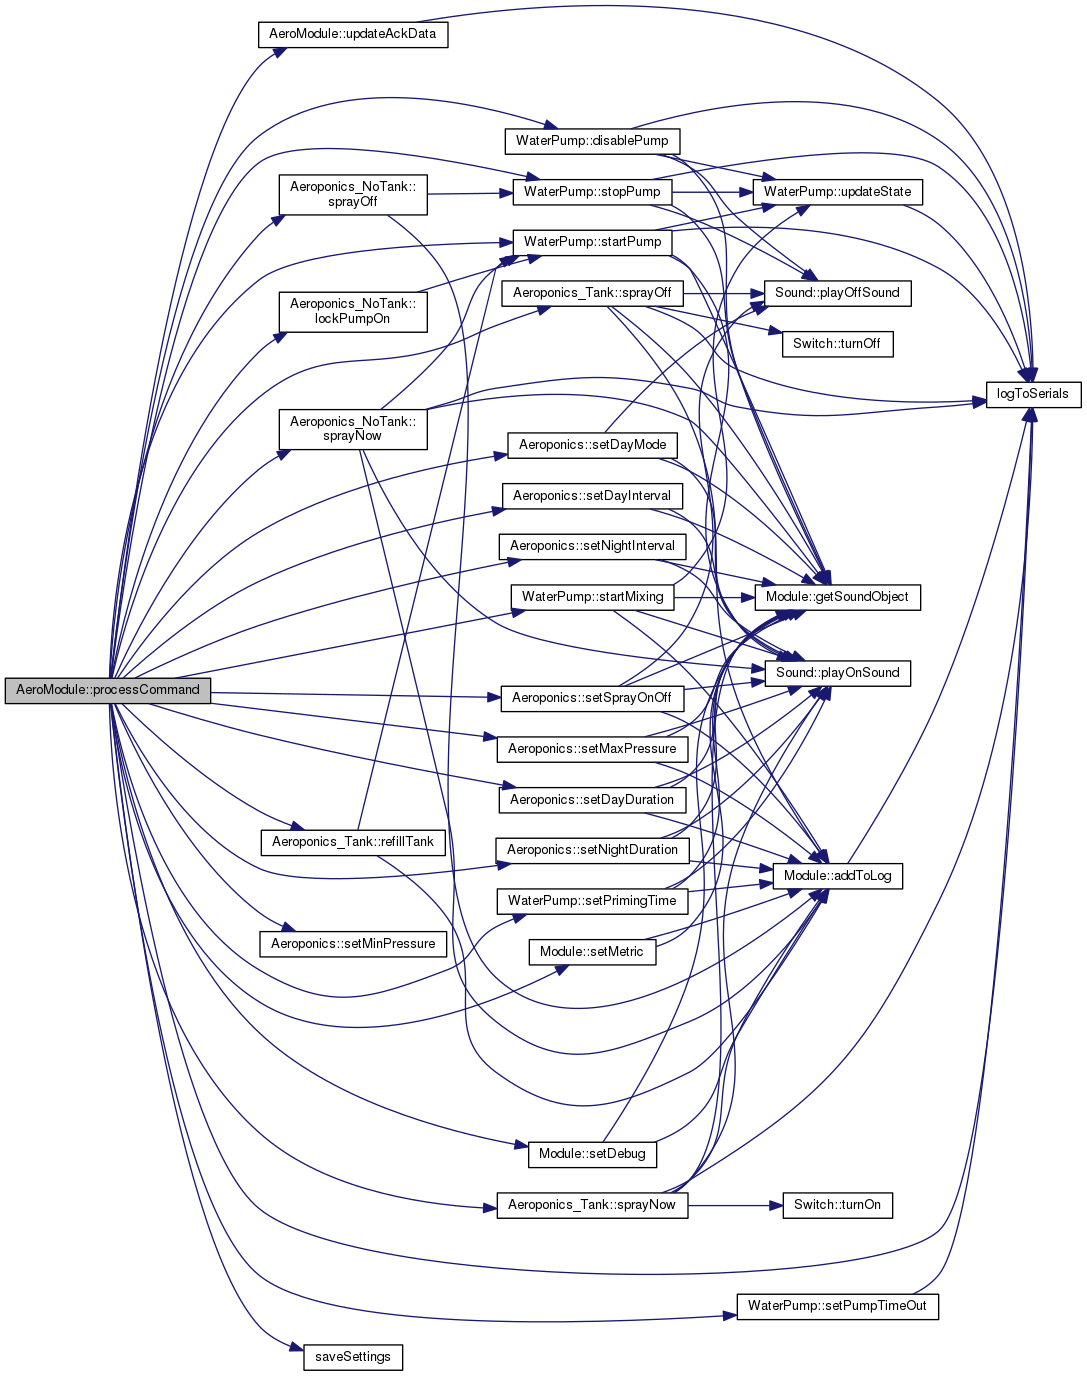 AeroModule::updateAckData
WaterPump::disablePump
Aeroponics_NoTank::
sprayOff
WaterPump::stopPump
WaterPump::updateState
WaterPump::startPump
Aeroponics_Tank::sprayOff
Sound::playOffSound
Aeroponics_NoTank::
lockPumpOn
Switch::turnOff
logToSerials
Aeroponics_NoTank::
sprayNow
Aeroponics::setDayMode
Aeroponics::setDayInterval
Aeroponics::setNightInterval
WaterPump::startMixing
Module::getSoundObject
Sound::playOnSound
AeroModule::processCommand
Aeroponics::setSprayOnOff
Aeroponics::setMaxPressure
Aeroponics::setDayDuration
Aeroponics_Tank::refillTank
Aeroponics::setNightDuration
Module::addToLog
WaterPump::setPrimingTime
Aeroponics::setMinPressure
Module::setMetric
Module::setDebug
Aeroponics_Tank::sprayNow
Switch::turnOn
WaterPump::setPumpTimeOut
saveSettings